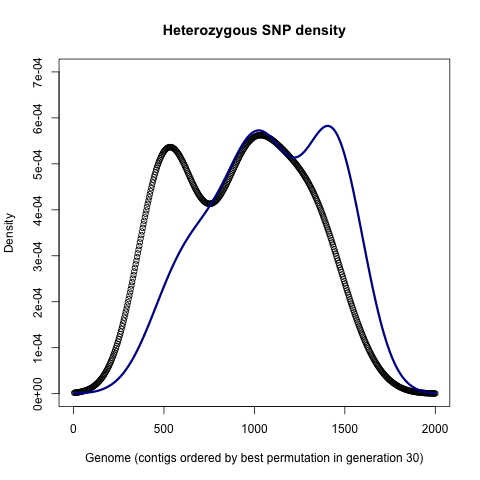 Heterozygous SNP density
Density
7e-04
6e-04
5e-04
4e-04
3e-04
2e-04
1e-04
0e+00
0 500 1000 1500 2000
Genome (contigs ordered by best permutation in generation 30)